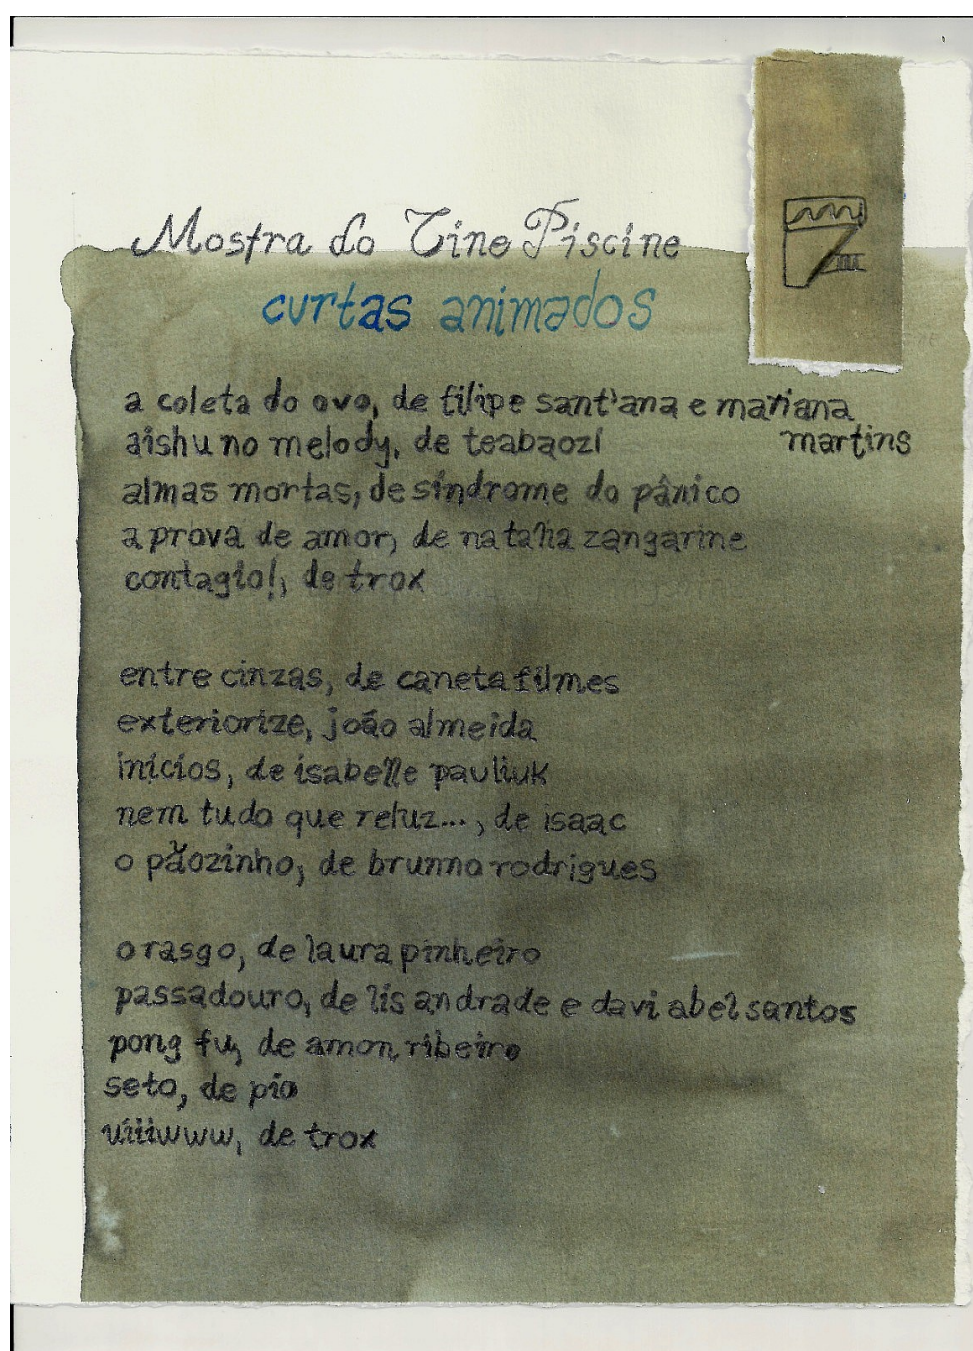 Mostra do Cine Piscine
curtas animados
a coleta do ovo, de filipe sant'ana e mariana martins
aishu no melody, de teabaozi
almas mortas, de síndrome do pânico
a prova de amor, de natalia zangarine
contagio!, de trox
entre cinzas, de caneta filmes
exteriorize, joão almeida
inícios, de isabelle pauliuk
nem tudo que reluz..., de isaac
o pãozinho, de brunno rodrigues
o rasgo, de laura pinheiro
passadouro, de lis andrade e davi abel santos
pong fu, de amon ribeiro
seto, de pio
uiiiwww, de trox